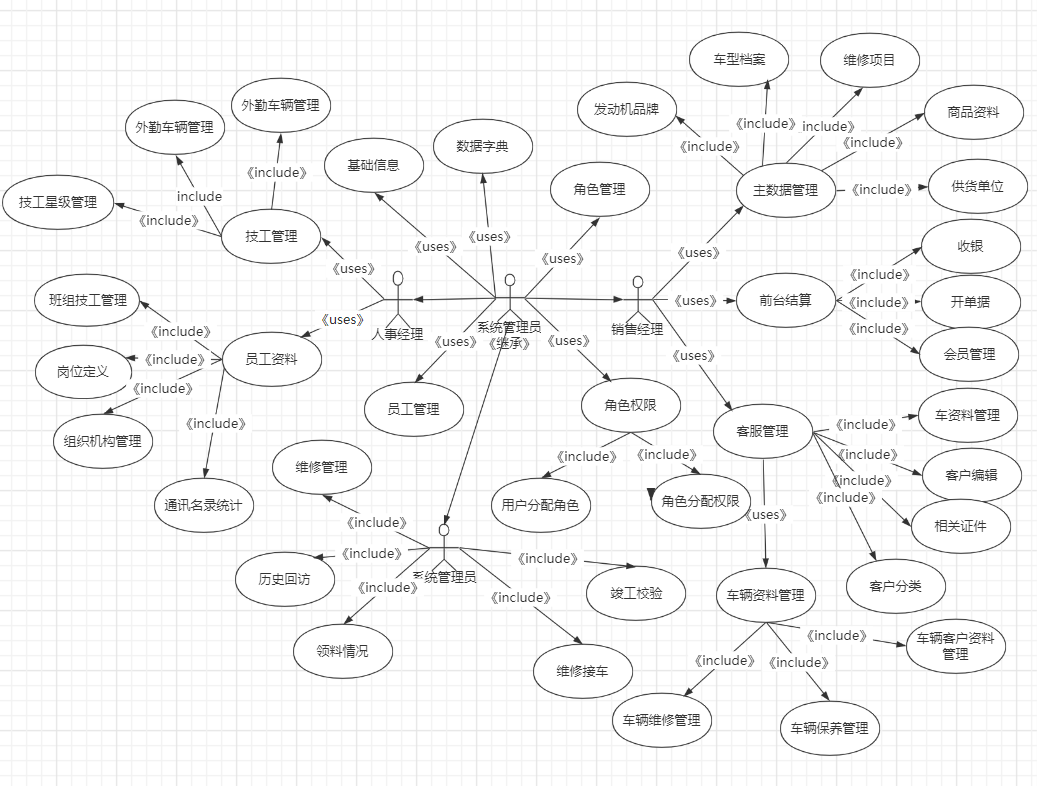 车型档案
维修项目
外勤车辆管理
外勤车辆管理
发动机品牌
商品资料
《include》
include》
《include》
数据字典
《include》
基础信息
《include》
角色管理
主数据管理
《include》
供货单位
技工星级管理
include
《include》
技工管理
《uses》
《uses》
《uses》
《uses》
收银
《uses》
《include》
《uses》
前台结算
《include》
开单据
班组技工管理
《uses》
人事经理
系统管理员
《继承》
销售经理
《include》
《include》
《uses》
《uses》
会员管理
岗位定义
《include》
员工资料
《uses》
《include》
组织机构管理
员工管理
角色权限
车资料管理
《include》
《include》
客服管理
《include》
《include》
《include》
客户编辑
维修管理
《include》
《include》
通讯名录统计
用户分配角色
角色分配权限
《uses》
相关证件
《include》
《include》
《include》
历史回访
系统管理员
《include》
竣工校验
车辆资料管理
客户分类
《include》
领料情况
维修接车
《include》
车辆客户资料
管理
《include》
《include》
车辆维修管理
车辆保养管理